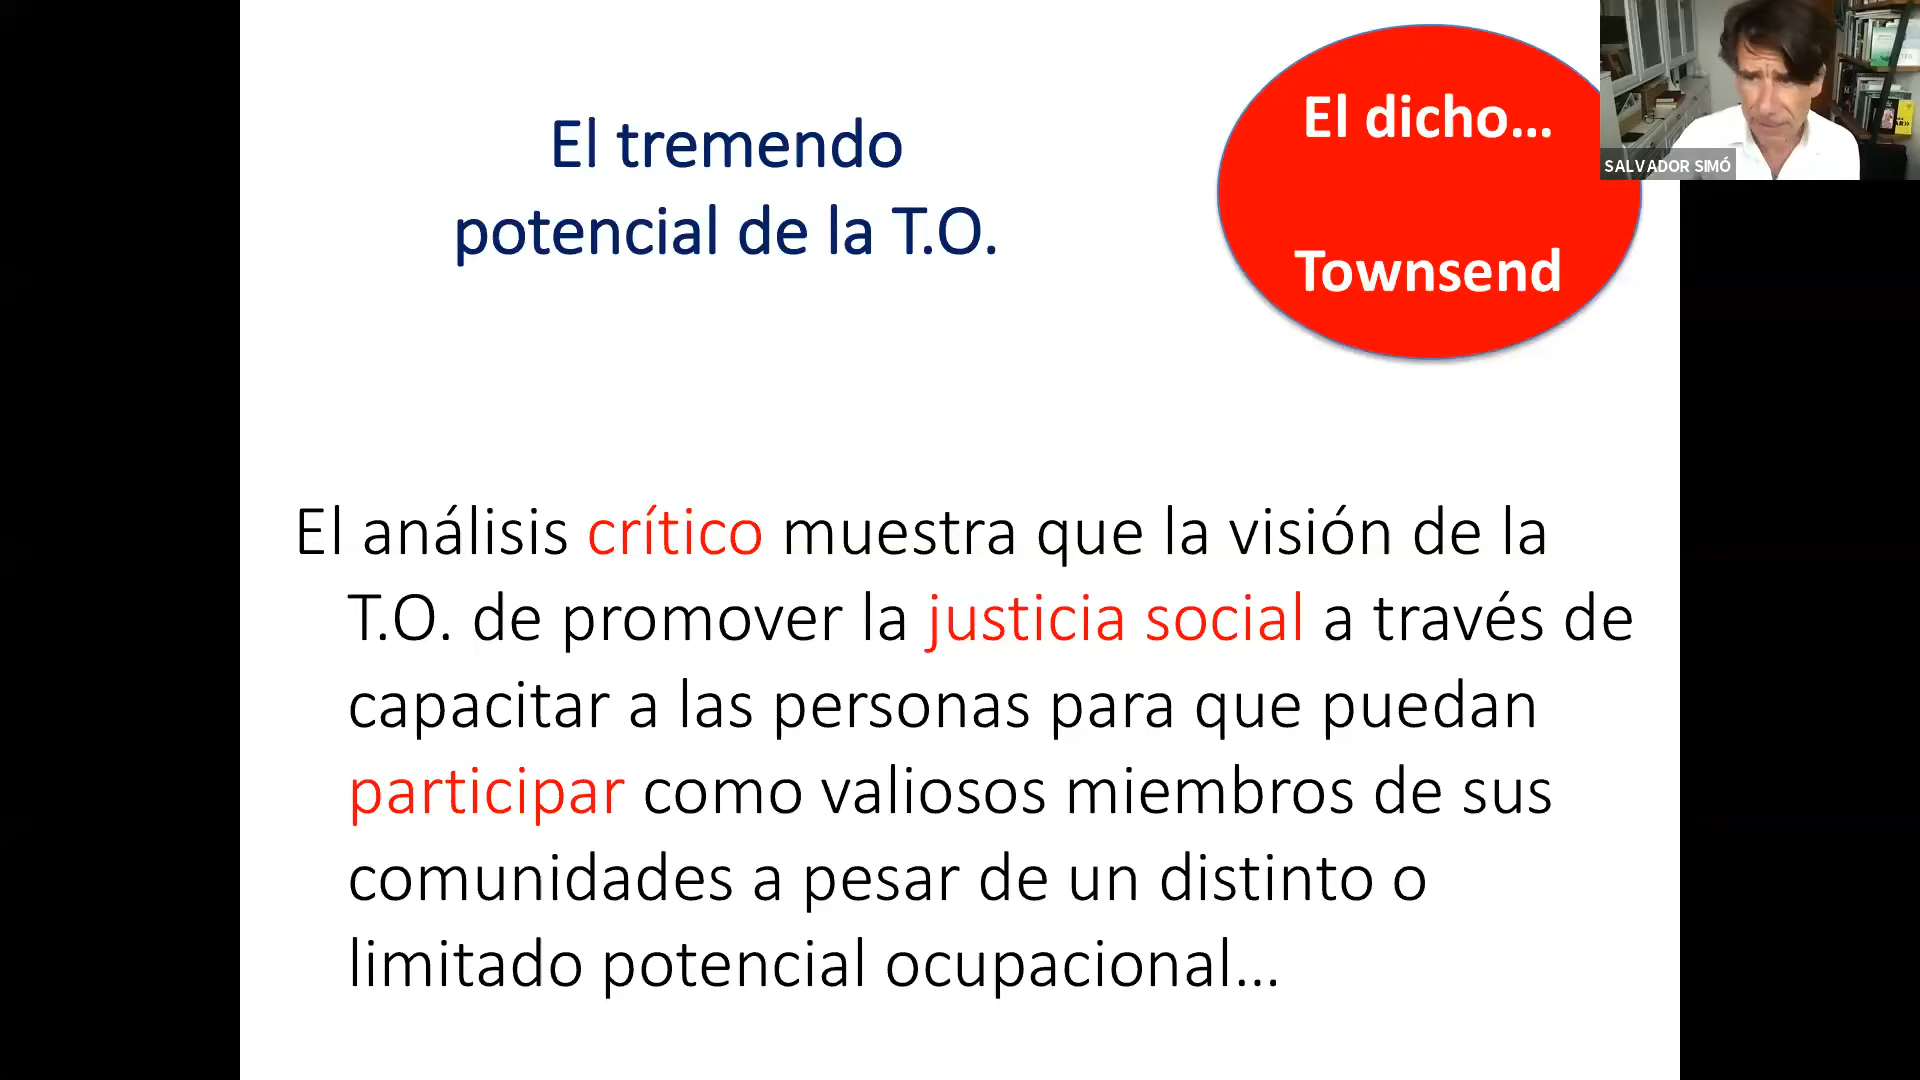 El tremendo
potencial de la T.O.
El dicho...
Townsend
SALVADOR SIMÓ
El análisis crítico muestra que la visión de la
T.O. de promover la justicia social a través de
capacitar a las personas para que puedan
participar como valiosos miembros de sus
comunidades a pesar de un distinto o
limitado potencial ocupacional...